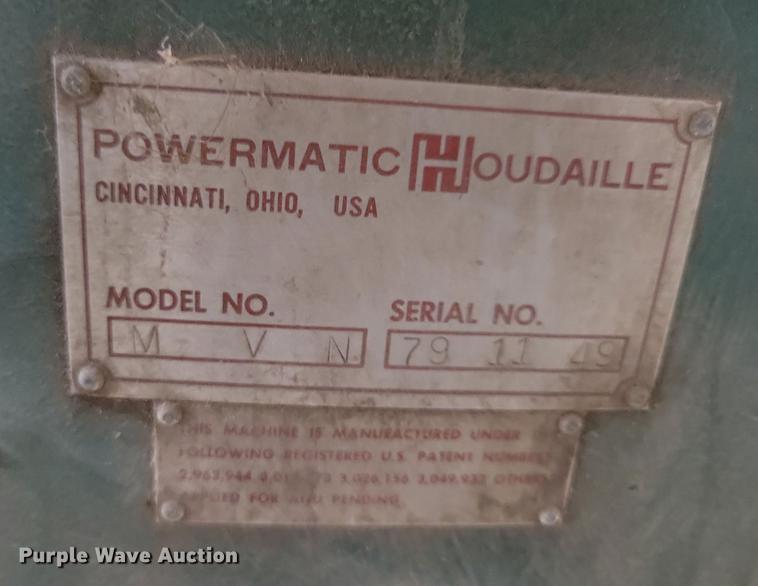 POWERMATIC HOUDAILLE
CINCINNATI, OHIO, USA
MODEL NO. SERIAL NO.
M V N 79 11 49
THIS MACHINE IS MANUFACTURED UNDER
FOLLOWING REGISTERED U.S. PATENT NUMBERS
2,963,944 3,026,156 3,049,932 OTHERS
APPLIED FOR AND PENDING
Purple Wave Auction